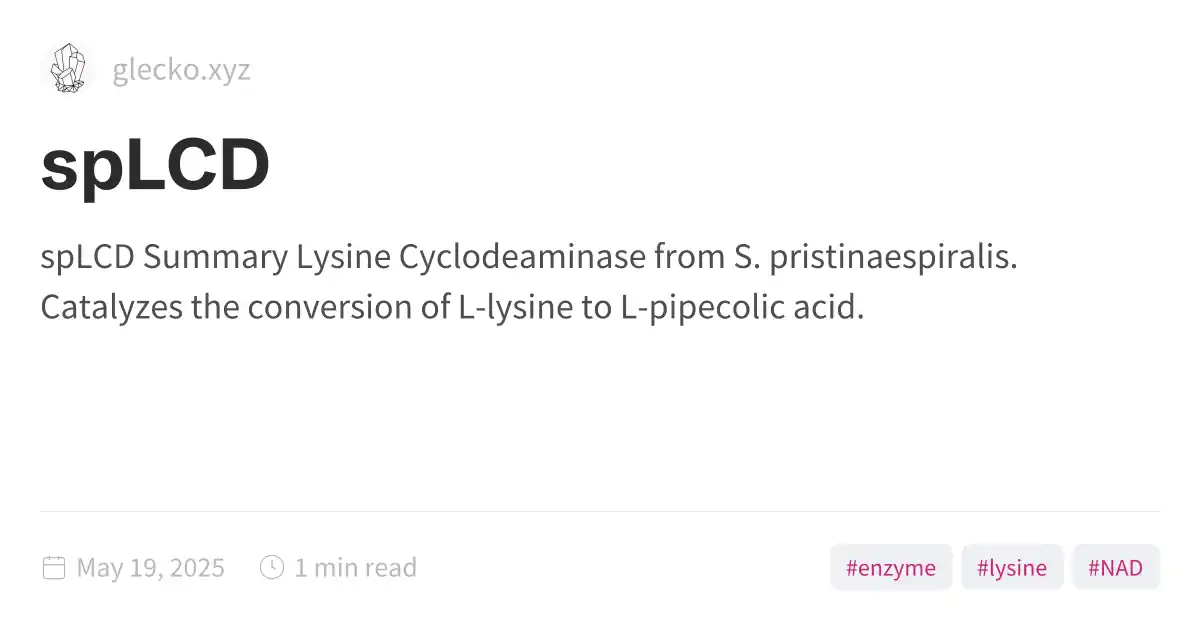 glecko.xyz
spLCD
spLCD Summary Lysine Cyclodeaminase from S. pristinaespiralis.
Catalyzes the conversion of L-lysine to L-pipecolic acid.
May 19, 2025 1 min read #enzyme #lysine #NAD